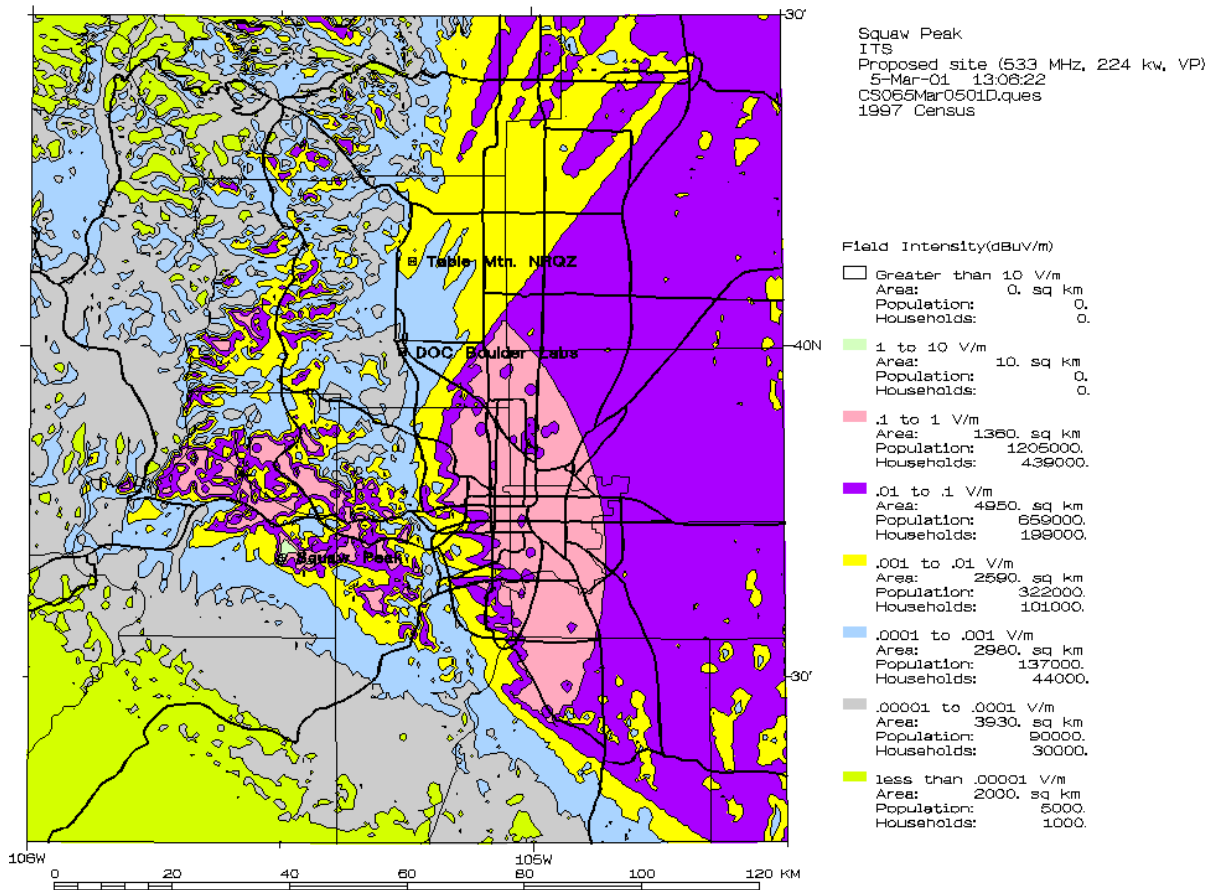 30'
Squaw Peak
ITS
Proposed site (533 MHz, 224 kw, VP)
5-Mar-01 13:06:22
CS065Mar0501D.ques
1997 Census
Table Mtn. NRQZ
40N
DOC Boulder Labs
Squaw Peak
30'
106W
105W
0 20 40 60 80 100 120 KM
Field Intensity(dBuV/m)
Greater than 10 V/m
Area: 0. sq km
Population: 0.
Households: 0.
1 to 10 V/m
Area: 10. sq km
Population: 0.
Households: 0.
.1 to 1 V/m
Area: 1360. sq km
Population: 1205000.
Households: 439000.
.01 to .1 V/m
Area: 4950. sq km
Population: 659000.
Households: 199000.
.001 to .01 V/m
Area: 2590. sq km
Population: 322000.
Households: 101000.
.0001 to .001 V/m
Area: 2980. sq km
Population: 137000.
Households: 44000.
.00001 to .0001 V/m
Area: 3930. sq km
Population: 90000.
Households: 30000.
less than .00001 V/m
Area: 2000. sq km
Population: 5000.
Households: 1000.